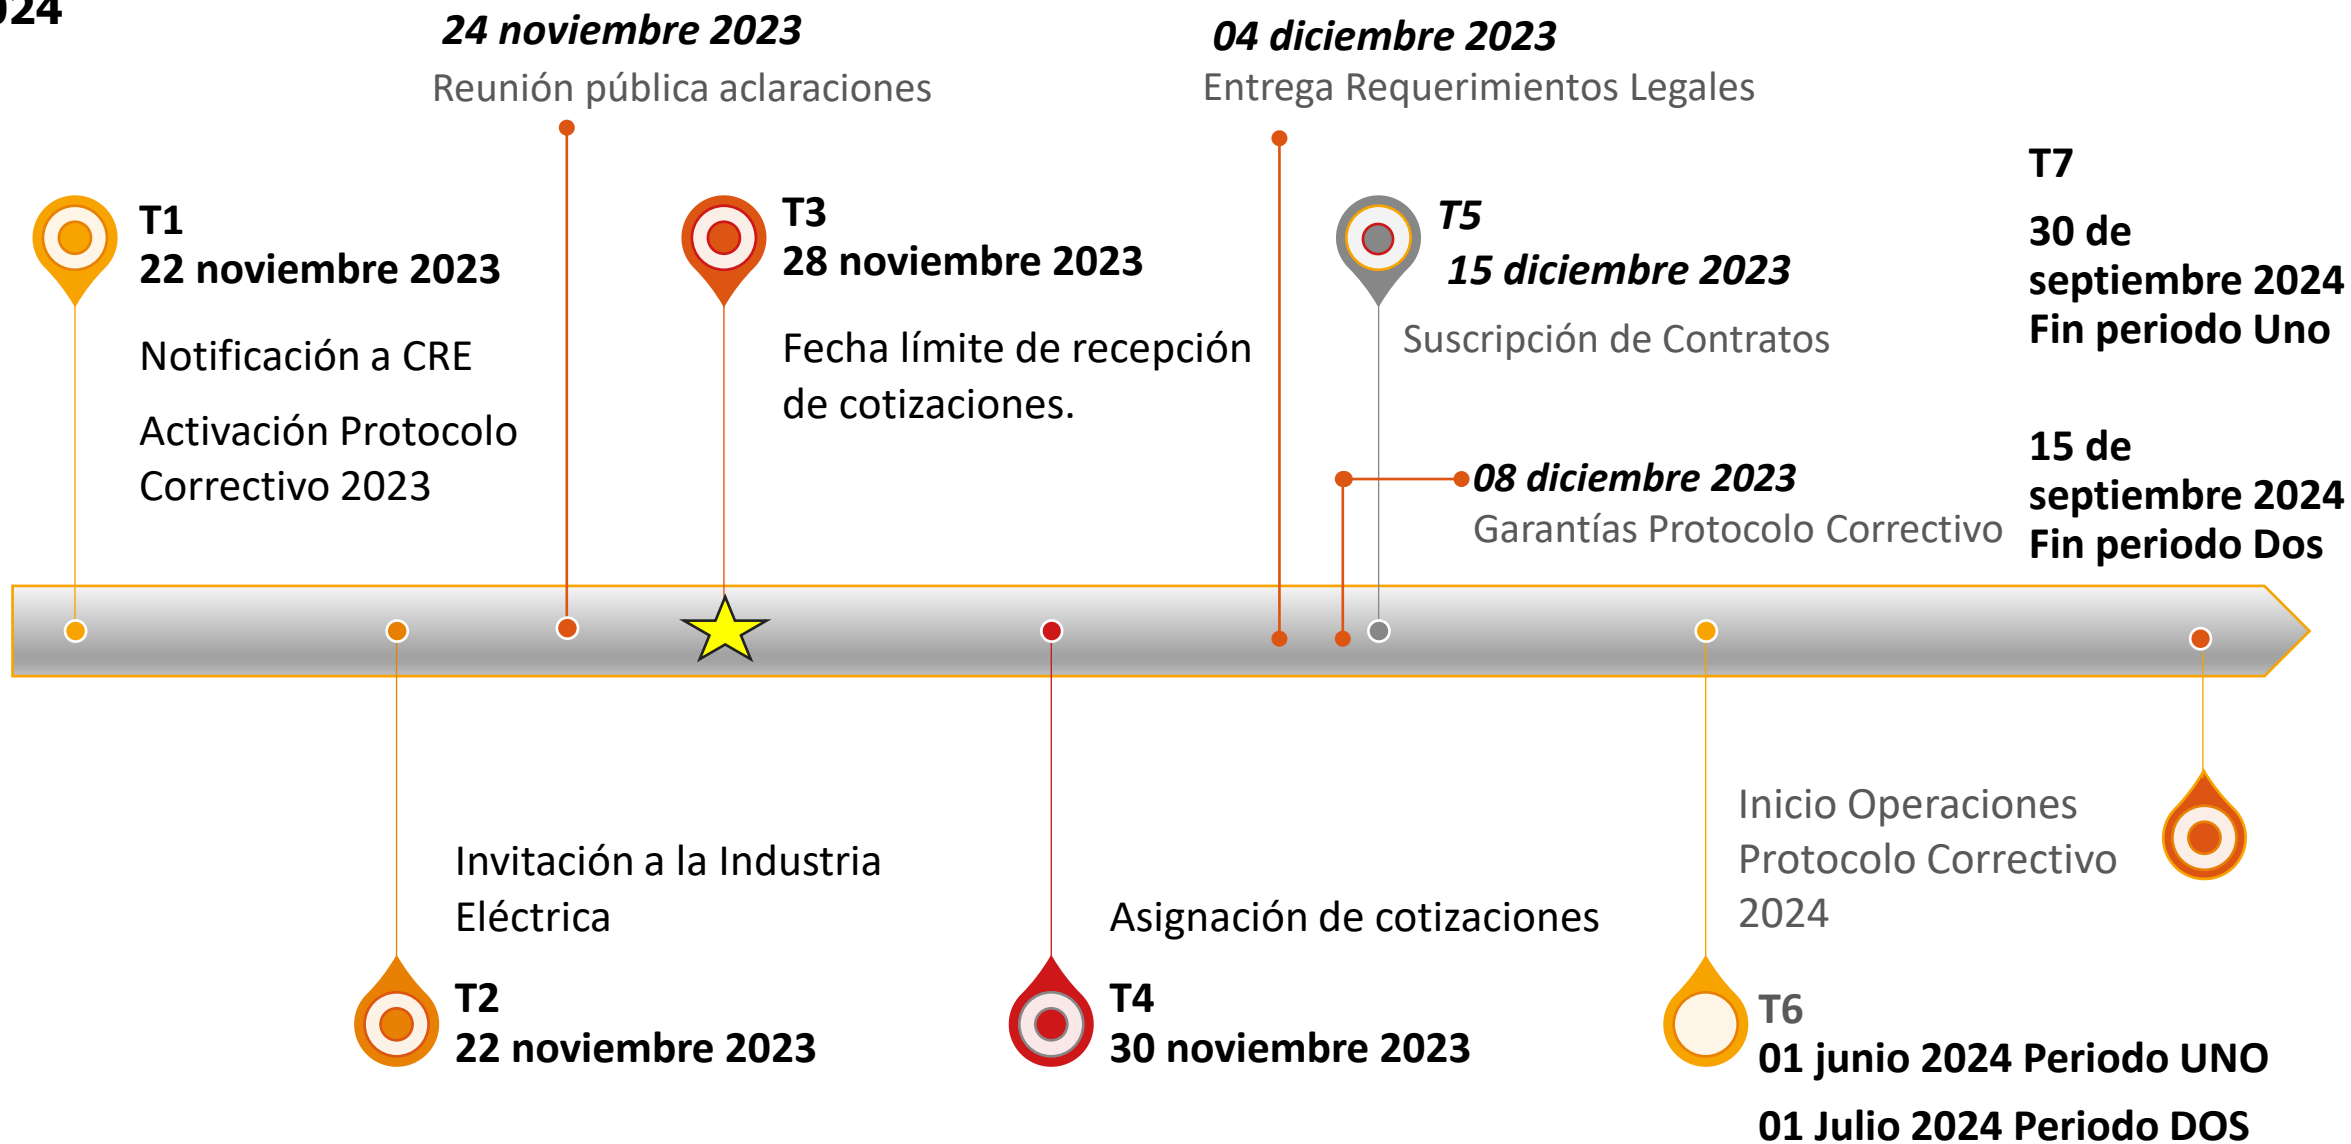 24 noviembre 2023
Reunión pública aclaraciones
04 diciembre 2023
Entrega Requerimientos Legales
T1
22 noviembre 2023
Notificación a CRE
Activación Protocolo
Correctivo 2023
T3
28 noviembre 2023
Fecha límite de recepción
de cotizaciones.
T5
15 diciembre 2023
Suscripción de Contratos
08 diciembre 2023
Garantías Protocolo Correctivo
T7
30 de
septiembre 2024
Fin periodo Uno
15 de
septiembre 2024
Fin periodo Dos
Invitación a la Industria
Eléctrica
T2
22 noviembre 2023
Asignación de cotizaciones
T4
30 noviembre 2023
Inicio Operaciones
Protocolo Correctivo
2024
T6
01 junio 2024 Periodo UNO
01 Julio 2024 Periodo DOS